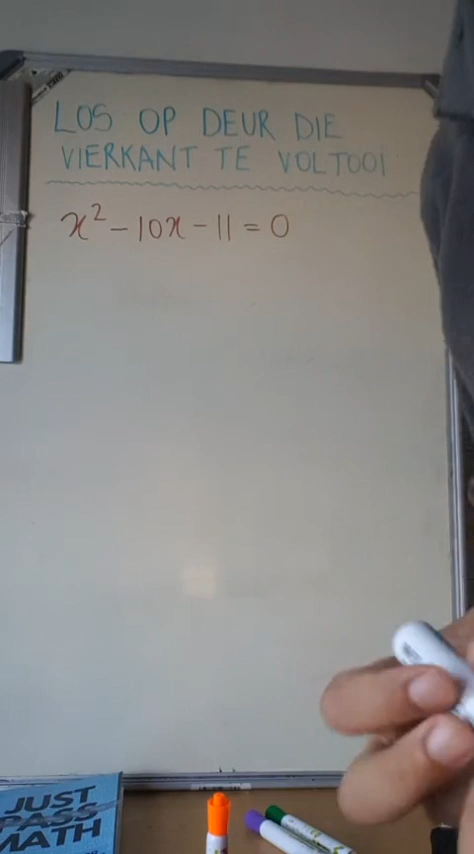 LOS OP DEUR DIE
VIERKANT TE VOLTOOI
x² - 10x - 11 = 0
JUST
PASS
MATH